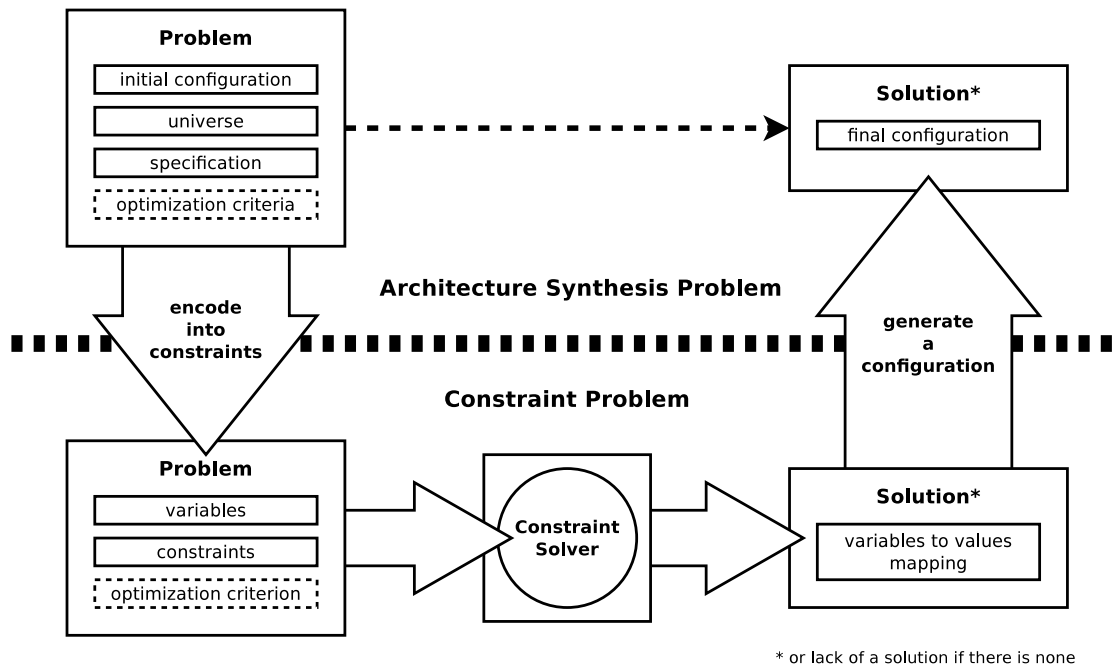 Problem
initial configuration
universe
specification
optimization criteria
Solution*
final configuration
encode
into
constraints
Architecture Synthesis Problem
generate
a
configuration
Constraint Problem
Problem
variables
constraints
optimization criterion
Constraint
Solver
Solution*
variables to values
mapping
* or lack of a solution if there is none